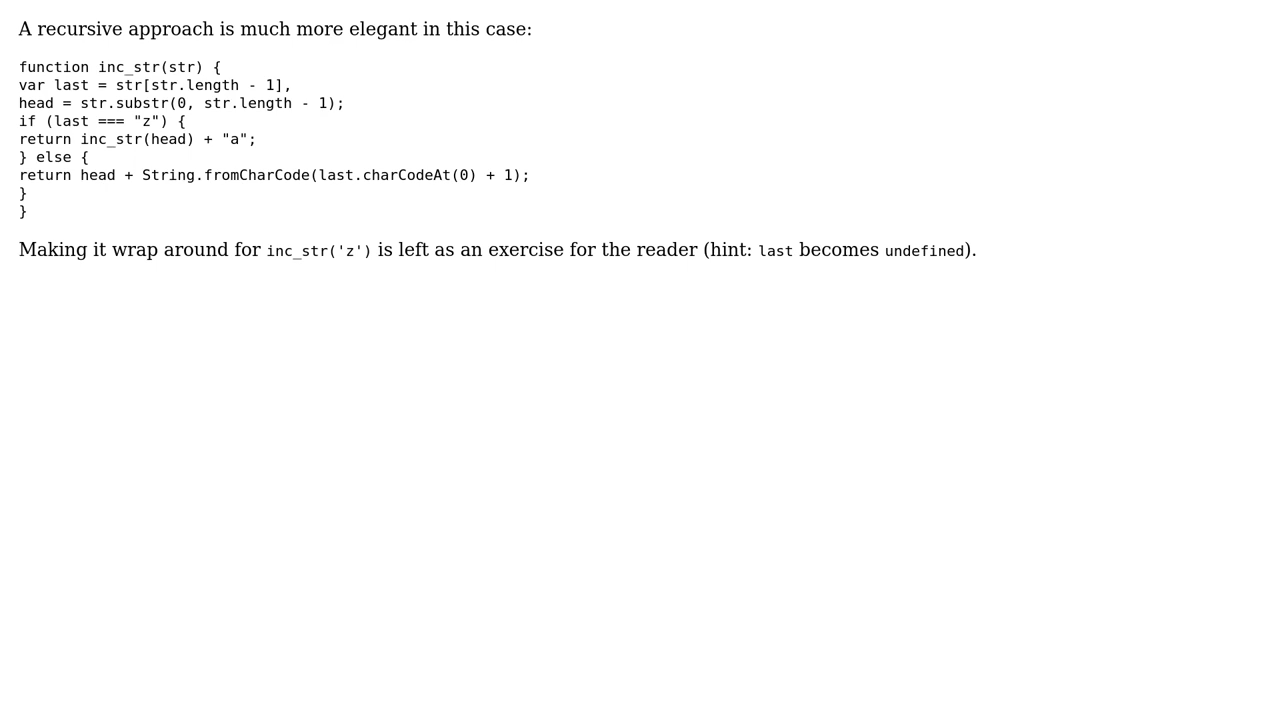 A recursive approach is much more elegant in this case:
function inc_str(str) {
var last = str[str.length - 1],
head = str.substr(0, str.length - 1);
if (last === "z") {
return inc_str(head) + "a";
} else {
return head + String.fromCharCode(last.charCodeAt(0) + 1);
}
}
Making it wrap around for inc_str('z') is left as an exercise for the reader (hint: last becomes undefined).